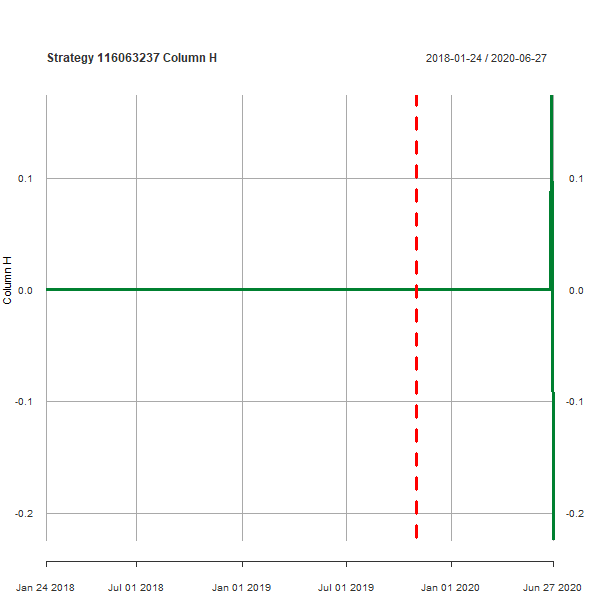 Strategy 116063237 Column H
2018-01-24 / 2020-06-27
0.1
0.1
Column H
0.0
0.0
-0.1
-0.1
-0.2
-0.2
Jan 24 2018
Jul 01 2018
Jan 01 2019
Jul 01 2019
Jan 01 2020
Jun 27 2020